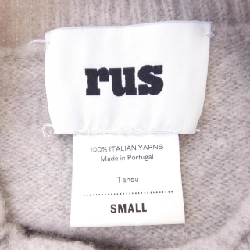 rus
100% ITALIAN YARNS
Made in Portugal
SMALL